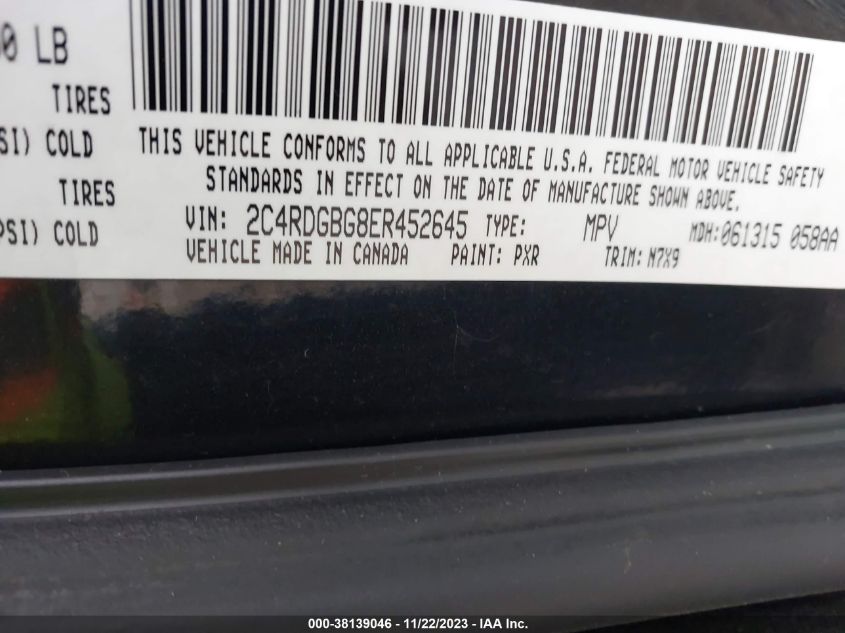 00 LB
TIRES
SI) COLD
TIRES
PSI) COLD
THIS VEHICLE CONFORMS TO ALL APPLICABLE U.S.A. FEDERAL MOTOR VEHICLE SAFETY
STANDARDS IN EFFECT ON THE DATE OF MANUFACTURE SHOWN ABOVE.
VIN: 2C4RDGBG8ER452645 TYPE: MPV MDH:061315 058AA
VEHICLE MADE IN CANADA PAINT: PXR TRIM: N7X9
000-38139046 - 11/22/2023 - IAA Inc.